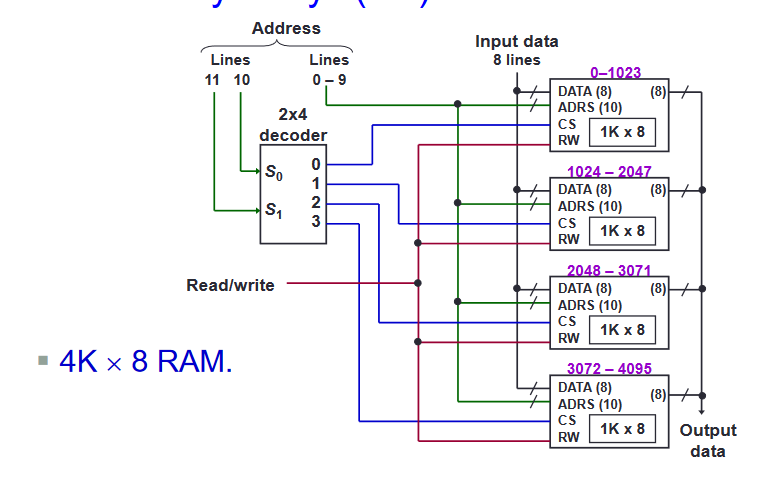 Address
Lines
11 10
Lines
0 – 9
Input data
8 lines
2x4
decoder
S0
S1
0
1
2
3
Read/write
0–1023
DATA (8) (8)
ADRS (10)
CS
RW
1K x 8
1024 – 2047
DATA (8) (8)
ADRS (10)
CS
RW
1K x 8
2048 – 3071
DATA (8) (8)
ADRS (10)
CS
RW
1K x 8
3072 – 4095
DATA (8) (8)
ADRS (10)
CS
RW
1K x 8
Output
data
▪ 4K × 8 RAM.